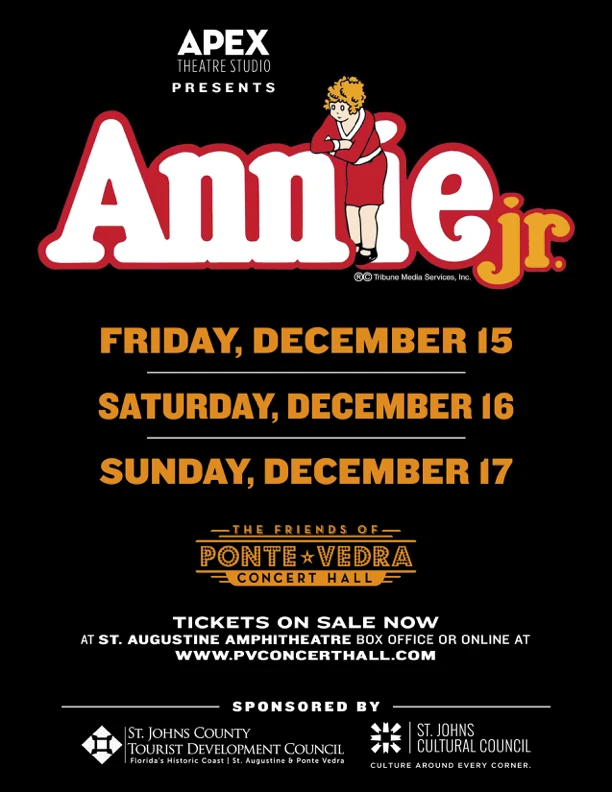 APEX
THEATRE STUDIO
PRESENTS
Annie jr.
®© Tribune Media Services, Inc.
FRIDAY, DECEMBER 15
SATURDAY, DECEMBER 16
SUNDAY, DECEMBER 17
THE FRIENDS OF
PONTE ★ VEDRA
CONCERT HALL
TICKETS ON SALE NOW
AT ST. AUGUSTINE AMPHITHEATRE BOX OFFICE OR ONLINE AT
WWW.PVCONCERTHALL.COM
SPONSORED BY
ST. JOHNS COUNTY
TOURIST DEVELOPMENT COUNCIL
Florida's Historic Coast | St. Augustine & Ponte Vedra
ST. JOHNS
CULTURAL COUNCIL
CULTURE AROUND EVERY CORNER.